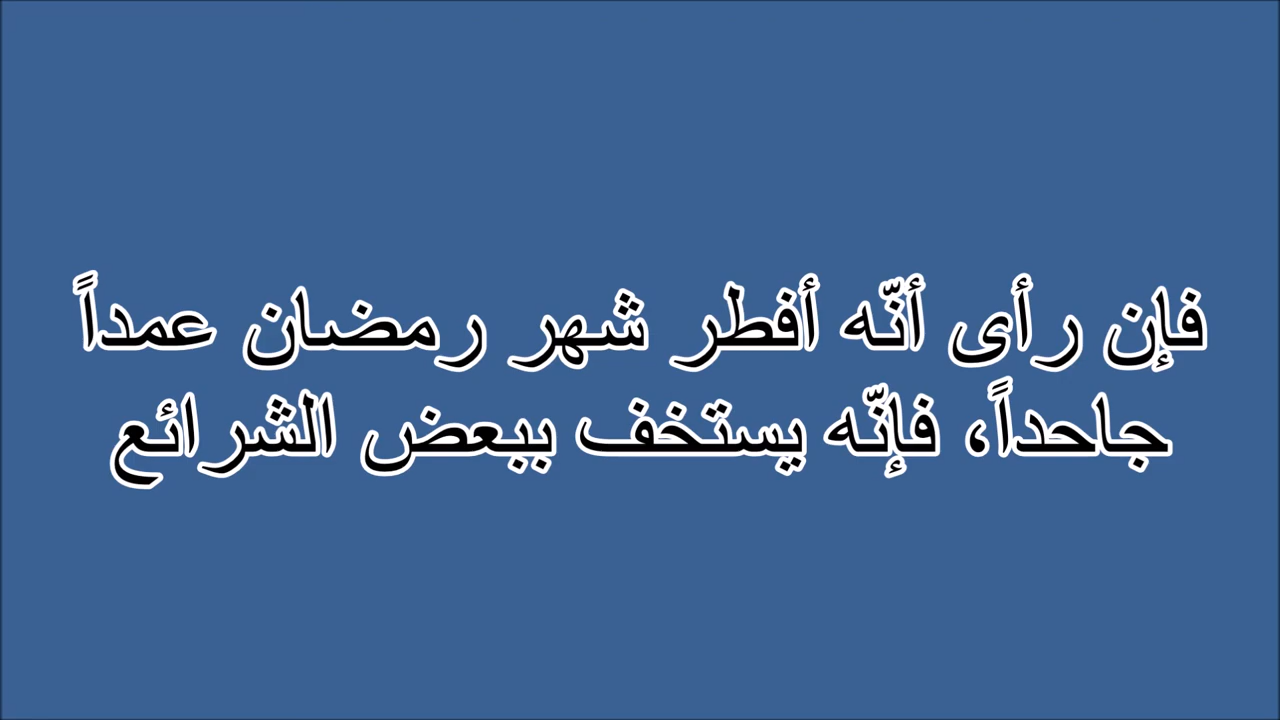 فإن رأى أنّه أفطر شهر رمضان عمداً
جاحداً، فإنّه يستخف ببعض الشرائع